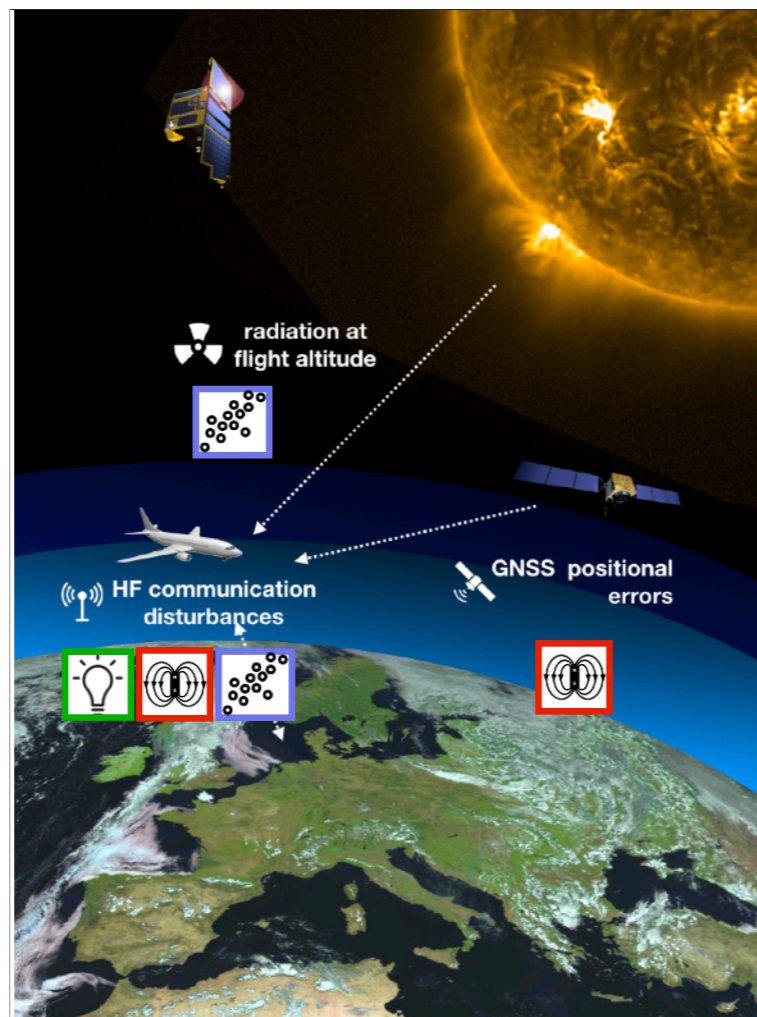 radiation at
flight altitude
HF communication
disturbances
GNSS positional
errors